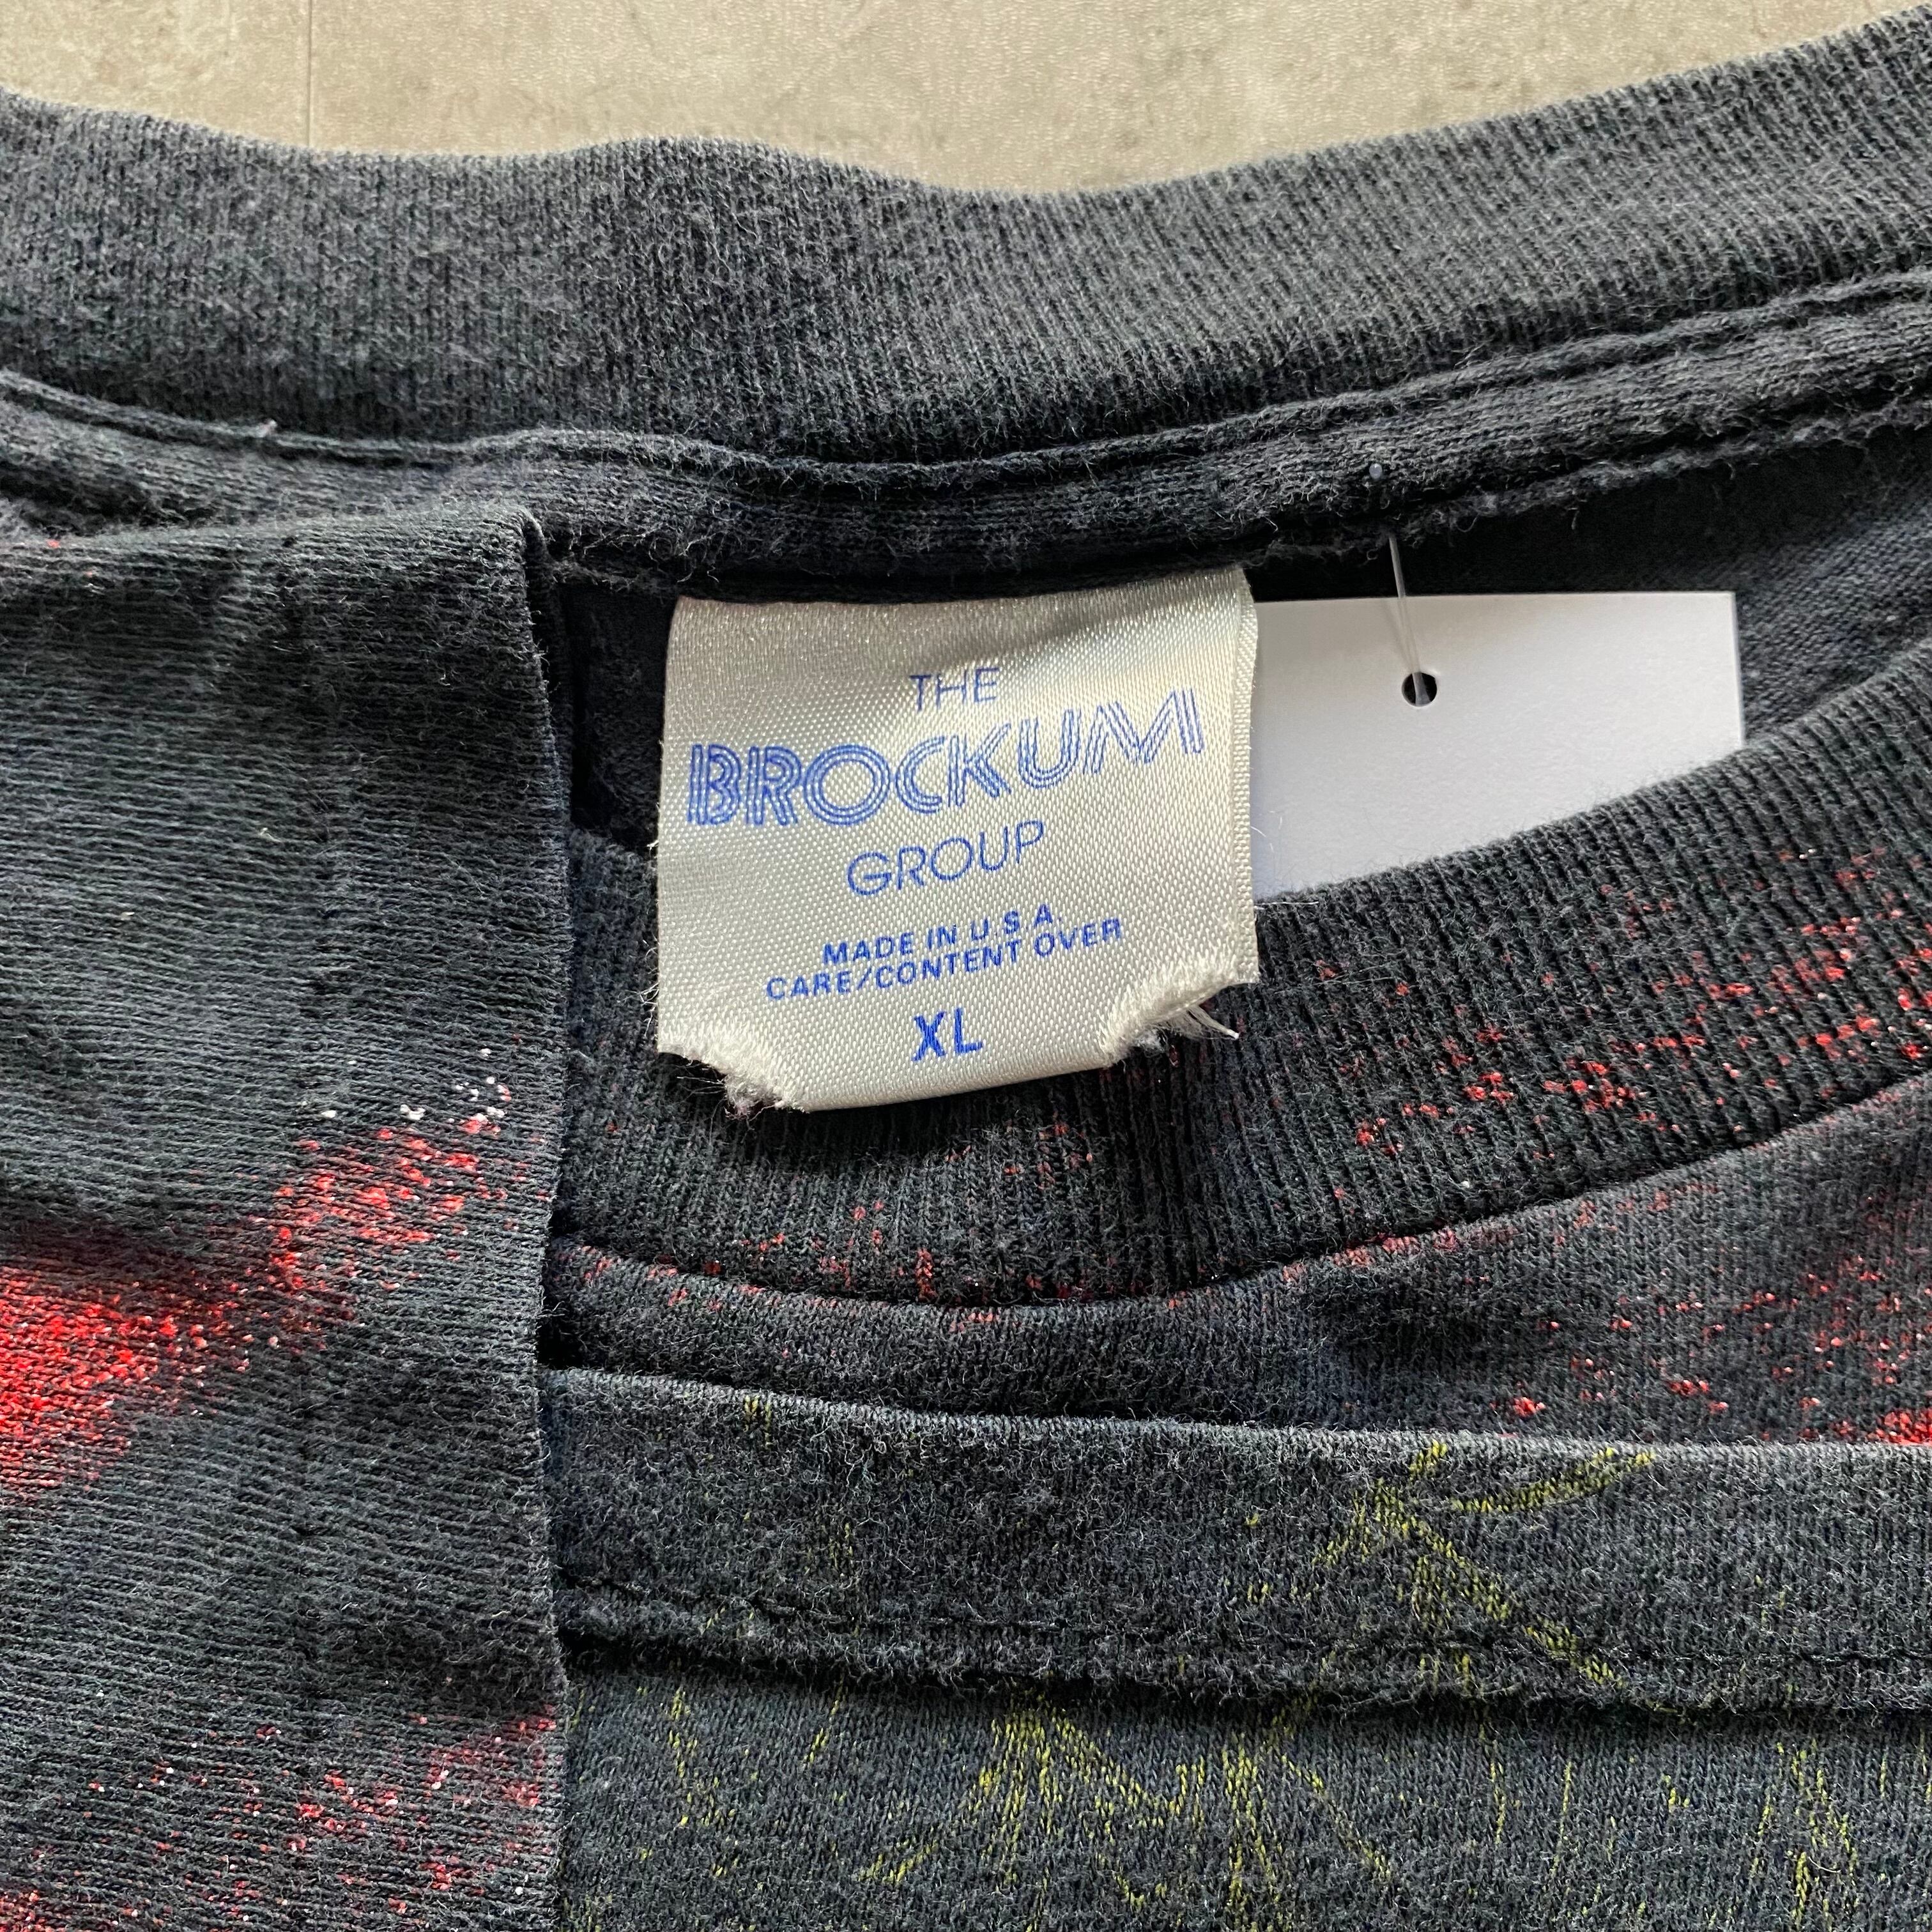 THE
BROCKUM
GROUP
MADE IN U.S.A.
CARE/CONTENT OVER
XL